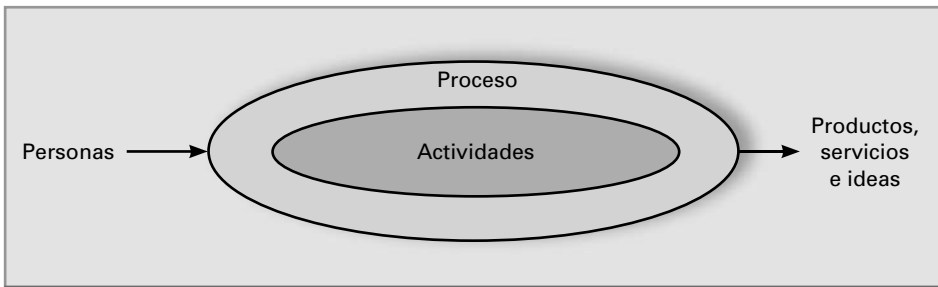 Proceso
Personas
Actividades
Productos,
servicios
e ideas